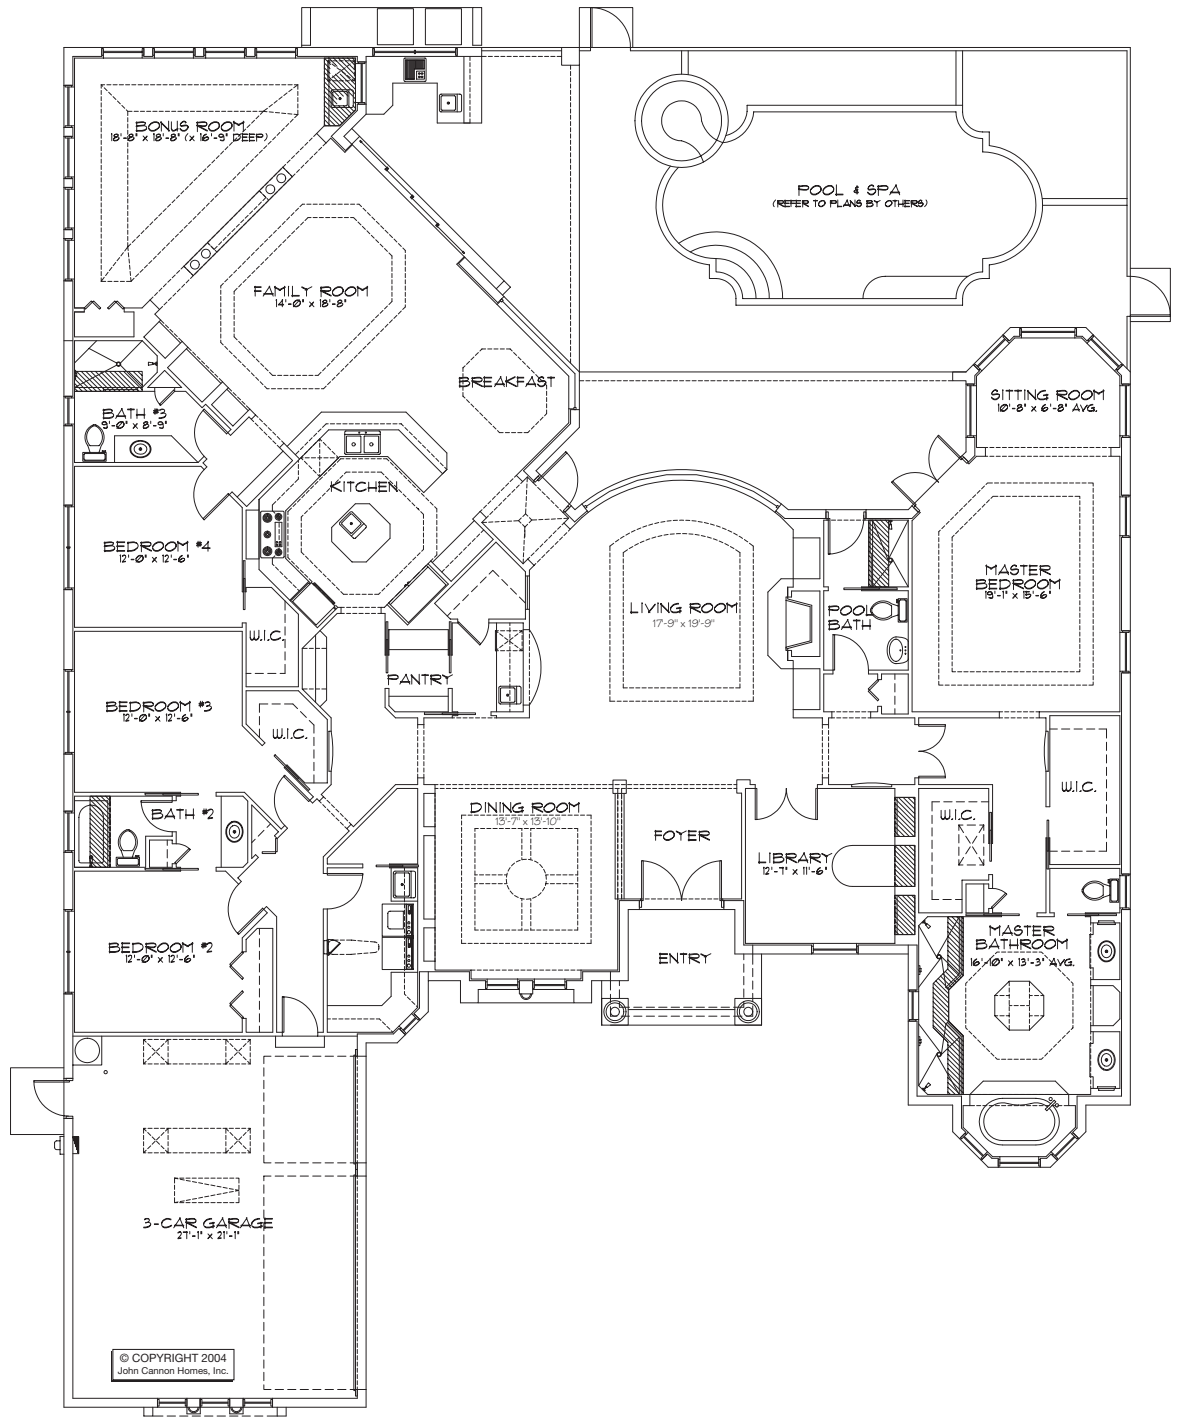 BONUS ROOM
18'-8" x 18'-8" (x 16'-9" DEEP)
POOL & SPA
(REFER TO PLANS BY OTHERS)
FAMILY ROOM
14'-0" x 18'-8"
BREAKFAST
SITTING ROOM
10'-8" x 6'-8" AVG.
BATH #3
9'-0" x 8'-9"
KITCHEN
BEDROOM #4
12'-0" x 12'-6"
MASTER
BEDROOM
19'-1" x 15'-6"
LIVING ROOM
17'-9" x 19'-9"
POOL
BATH
W.I.C.
PANTRY
BEDROOM #3
12'-0" x 12'-6"
W.I.C.
W.I.C.
DINING ROOM
13'-7" x 13'-10"
BATH #2
W.I.C.
FOYER
LIBRARY
12'-7" x 11'-6"
BEDROOM #2
12'-0" x 12'-6"
ENTRY
MASTER
BATHROOM
16'-10" x 13'-3" AVG.
3-CAR GARAGE
27'-1" x 21'-1"
© COPYRIGHT 2004
John Cannon Homes, Inc.